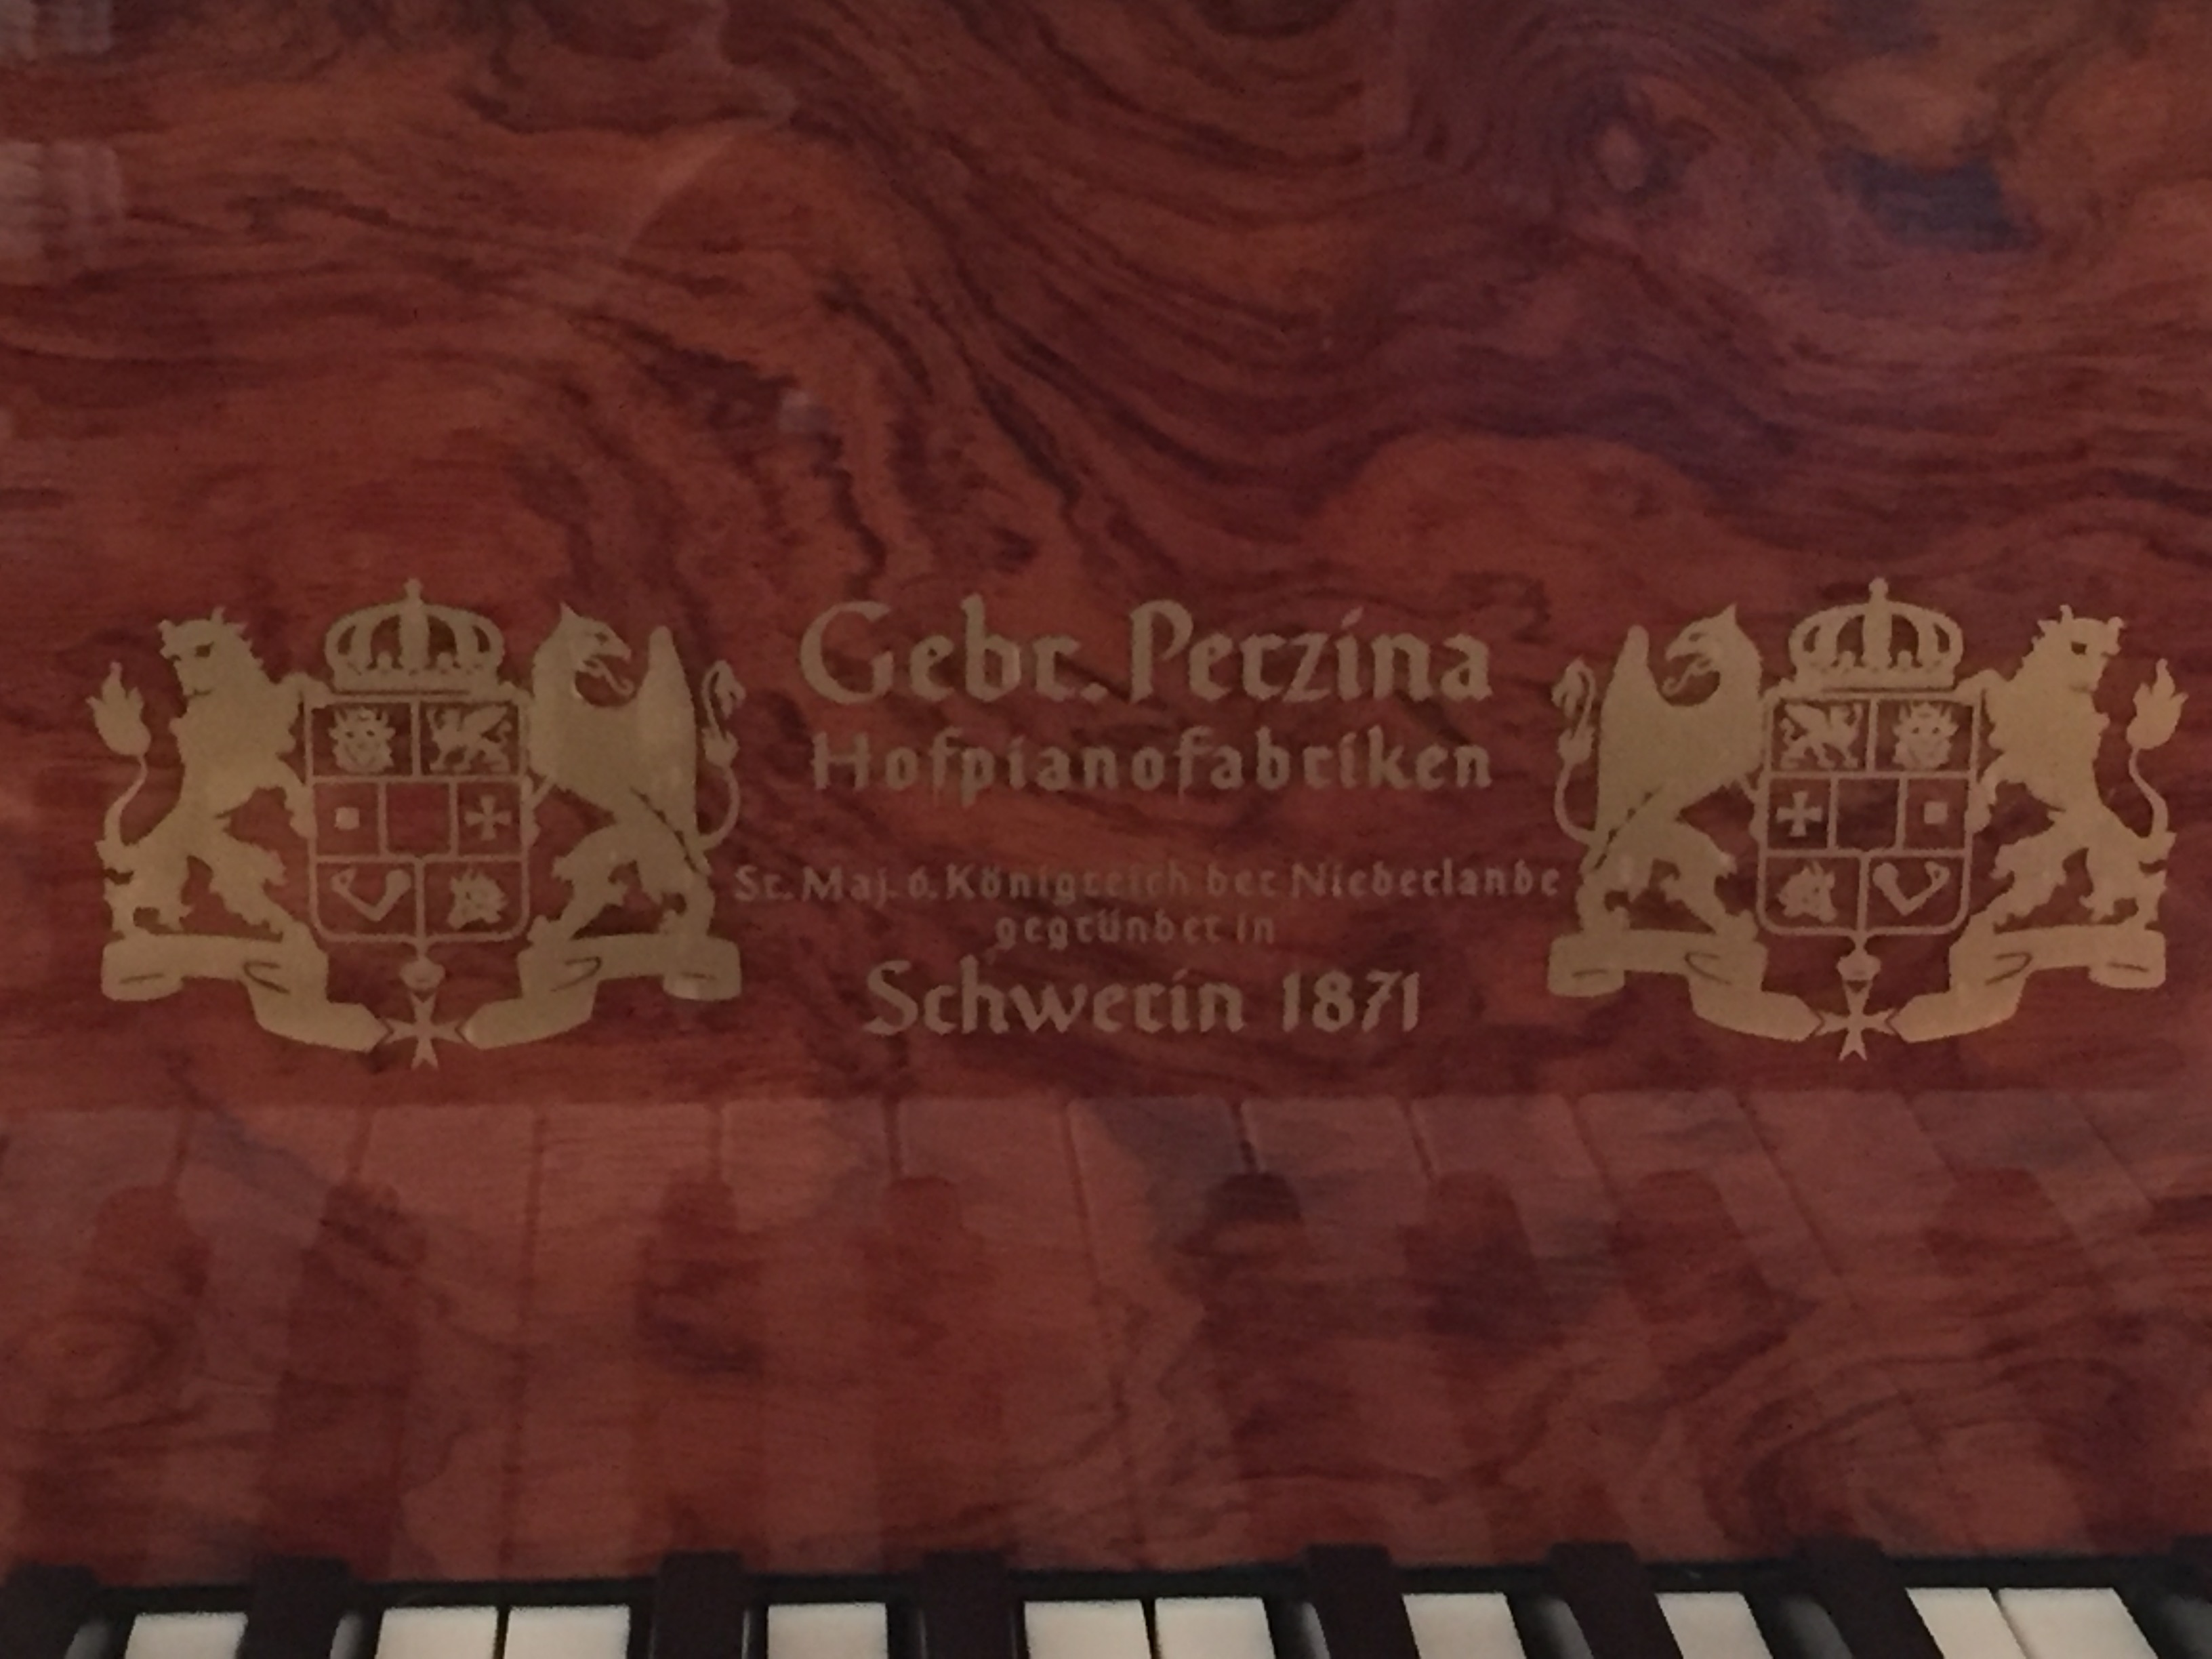 Gebr. Perzina
Hofpianofabriken
Sr. Maj. d. Königreich der Niederlande
gegründet in
Schwerin 1871